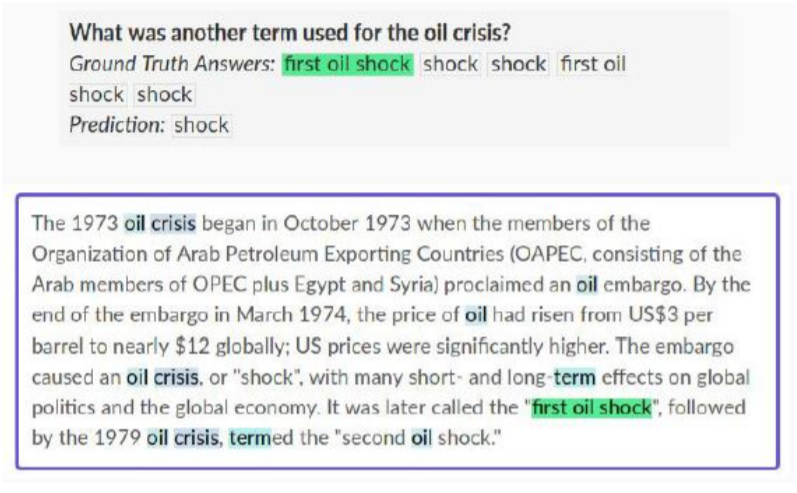 What was another term used for the oil crisis?
Ground Truth Answers: first oil shock shock shock first oil
shock shock
Prediction: shock
The 1973 oil crisis began in October 1973 when the members of the
Organization of Arab Petroleum Exporting Countries (OAPEC, consisting of the
Arab members of OPEC plus Egypt and Syria) proclaimed an oil embargo. By the
end of the embargo in March 1974, the price of oil had risen from US$3 per
barrel to nearly $12 globally; US prices were significantly higher. The embargo
caused an oil crisis, or "shock", with many short- and long-term effects on global
politics and the global economy. It was later called the "first oil shock", followed
by the 1979 oil crisis, termed the "second oil shock."